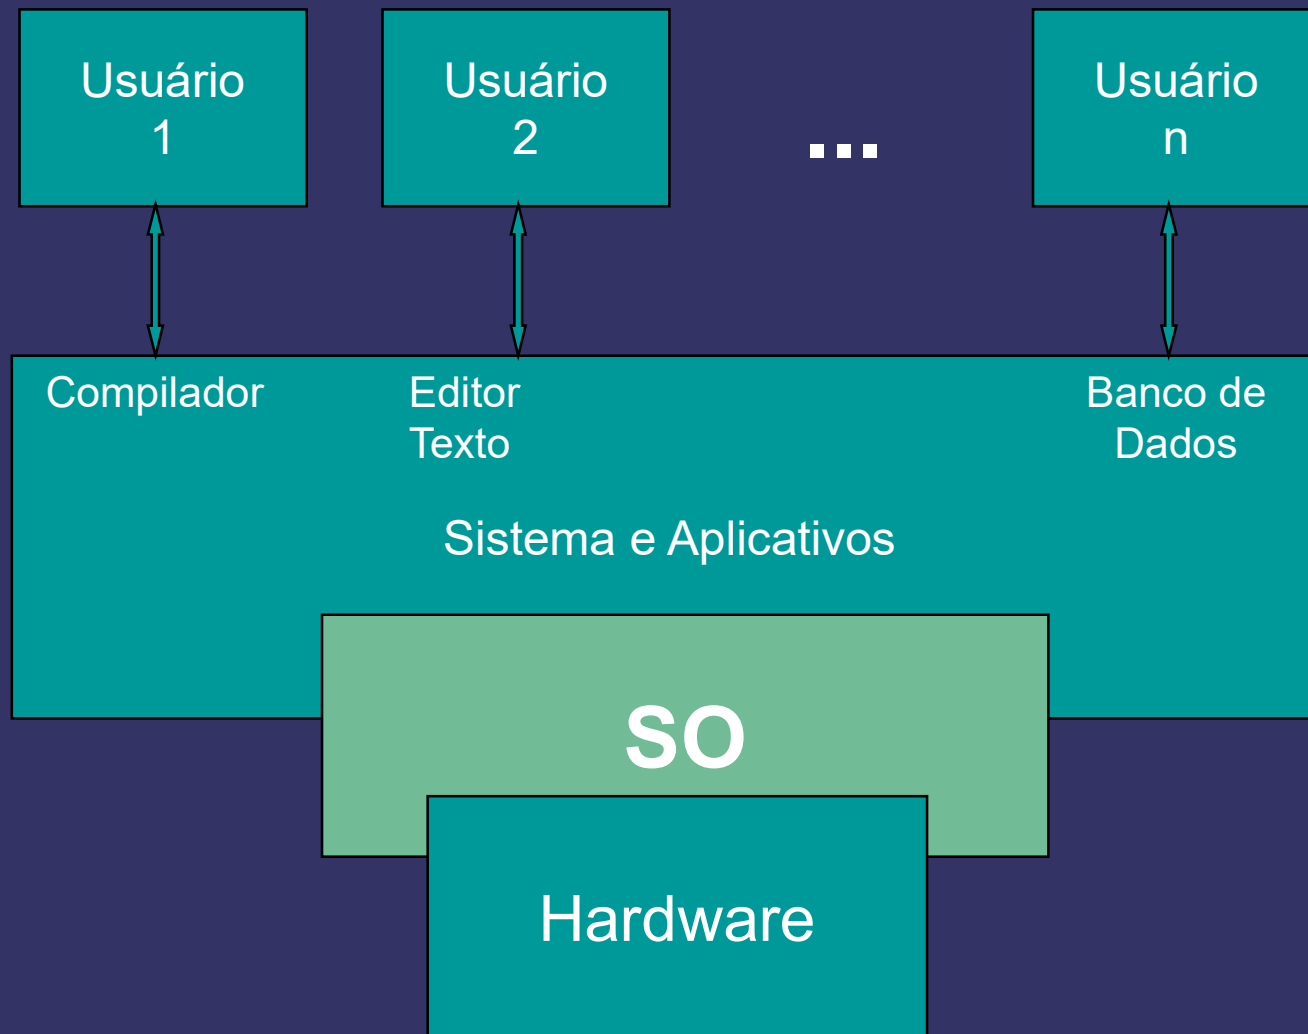 Usuário
1
Usuário
2
...
Usuário
n
Compilador
Editor
Texto
Banco de
Dados
Sistema e Aplicativos
SO
Hardware